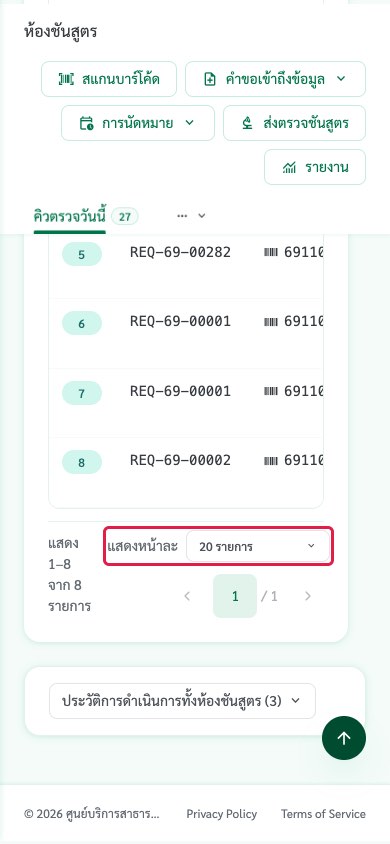 ห้องชันสูตร
สแกนบาร์โค้ด
คำขอเข้าถึงข้อมูล
การนัดหมาย
ส่งตรวจชันสูตร
รายงาน
คิวตรวจวันนี้ 27 ...
5 REQ-69-00282 69110
6 REQ-69-00001 69110
7 REQ-69-00001 69110
8 REQ-69-00002 69110
แสดง
1–8
จาก 8
รายการ
แสดงหน้าละ 20 รายการ
1 / 1
ประวัติการดำเนินการทั้งห้องชันสูตร (3)
© 2026 ศูนย์บริการสาธาร... Privacy Policy Terms of Service